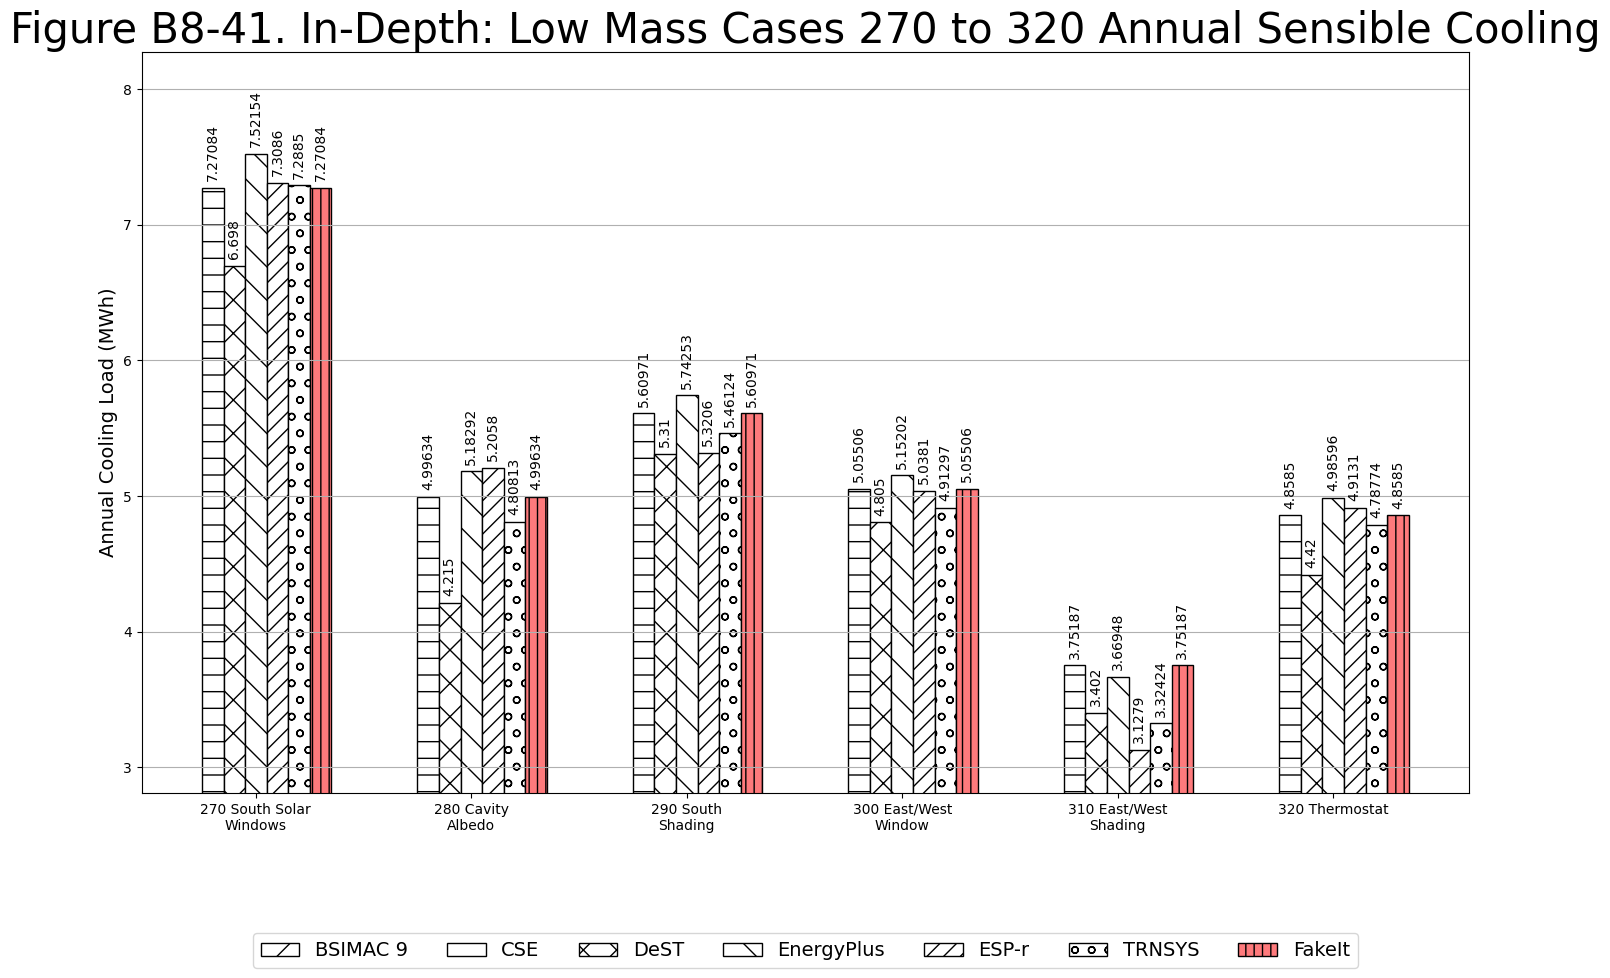 Figure B8-41. In-Depth: Low Mass Cases 270 to 320 Annual Sensible Cooling
Annual Cooling Load (MWh)
8
7
6
5
4
3
7.27084
6.698
7.52154
7.3086
7.2885
7.27084
4.99634
4.215
5.18292
5.2058
4.80813
4.99634
5.60971
5.31
5.74253
5.3206
5.46124
5.60971
5.05506
4.805
5.15202
5.0381
4.91297
5.05506
3.75187
3.402
3.66948
3.1279
3.32424
3.75187
4.8585
4.42
4.98596
4.9131
4.78774
4.8585
270 South Solar
Windows
280 Cavity
Albedo
290 South
Shading
300 East/West
Window
310 East/West
Shading
320 Thermostat
BSIMAC 9
CSE
DeST
EnergyPlus
ESP-r
TRNSYS
FakeIt